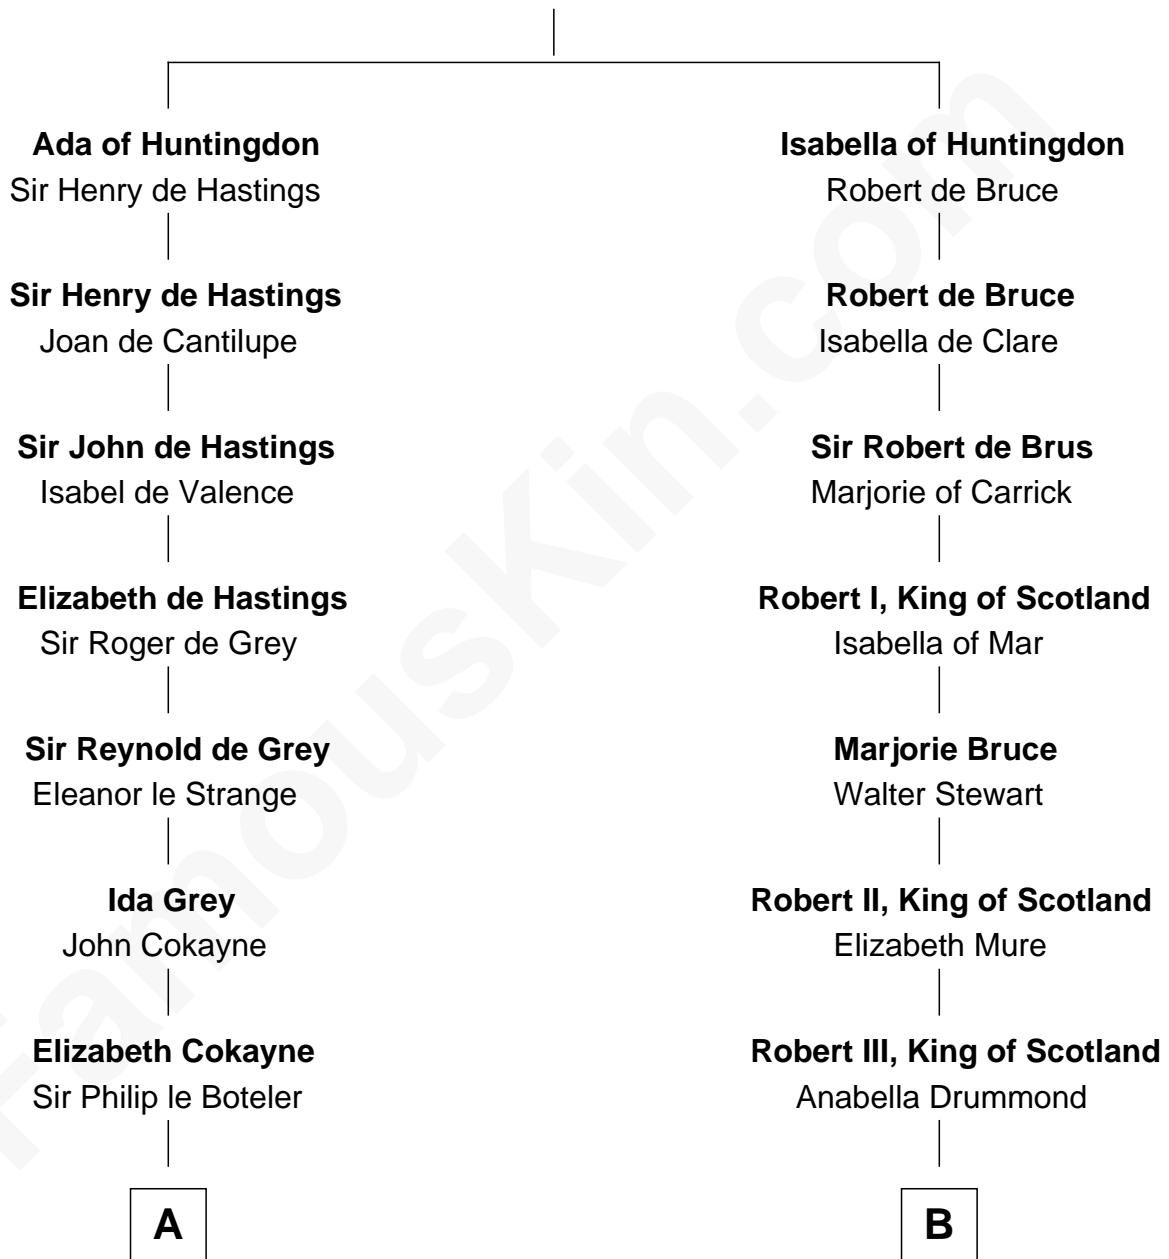 Ada of Huntingdon
Sir Henry de Hastings
Sir Henry de Hastings
Joan de Cantilupe
Sir John de Hastings
Isabel de Valence
Elizabeth de Hastings
Sir Roger de Grey
Sir Reynold de Grey
Eleanor le Strange
Ida Grey
John Cokayne
Elizabeth Cokayne
Sir Philip le Boteler
A
Isabella of Huntingdon
Robert de Bruce
Robert de Bruce
Isabella de Clare
Sir Robert de Brus
Marjorie of Carrick
Robert I, King of Scotland
Isabella of Mar
Marjorie Bruce
Walter Stewart
Robert II, King of Scotland
Elizabeth Mure
Robert III, King of Scotland
Anabella Drummond
B
FamousKin.com